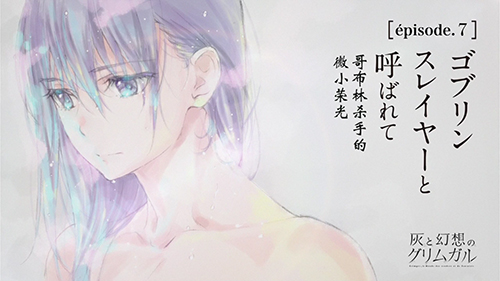 [épisode.7]
ゴブリン
スレイヤーと
呼ばれて
哥布林杀手的
微小荣光
灰と幻想の
グリムガル